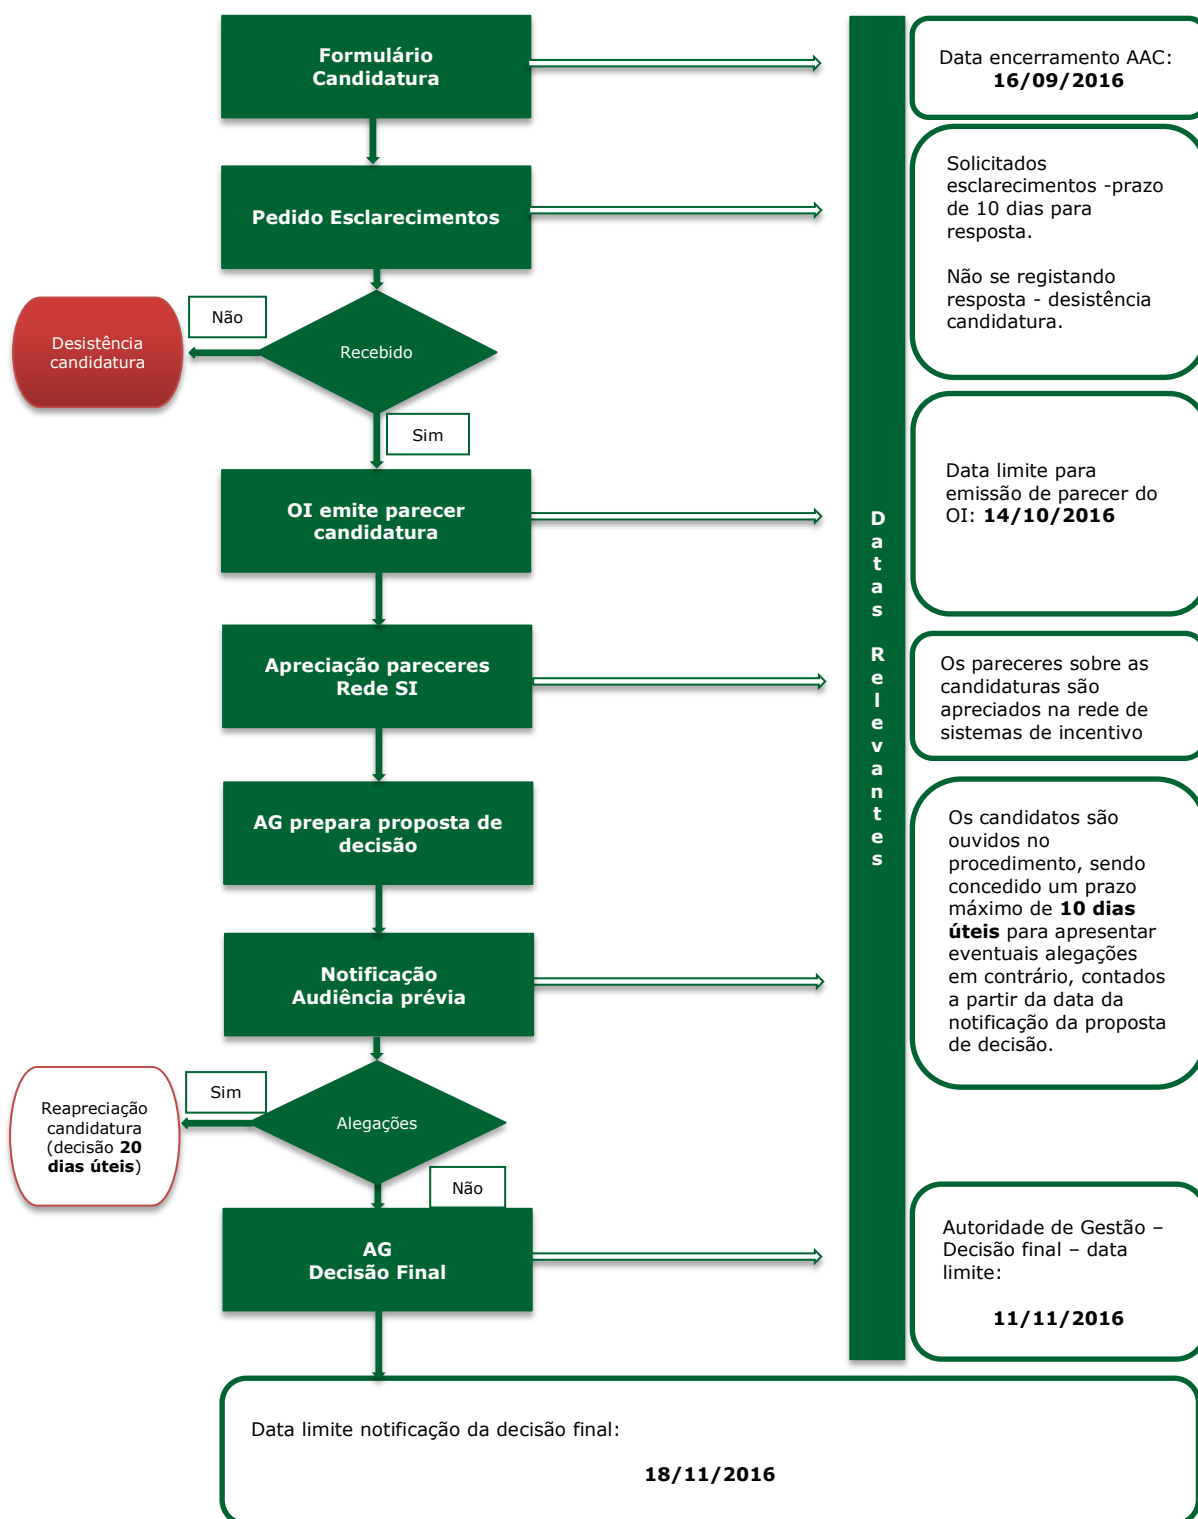 Formulário
Candidatura
Data encerramento AAC:
16/09/2016
Pedido Esclarecimentos
Solicitados
esclarecimentos -prazo
de 10 dias para
resposta.
Não se registando
resposta - desistência
candidatura.
Não
Desistência
candidatura
Recebido
Sim
OI emite parecer
candidatura
Data limite para
emissão de parecer do
OI: 14/10/2016
Datas Relevantes
Apreciação pareceres
Rede SI
Os pareceres sobre as
candidaturas são
apreciados na rede de
sistemas de incentivo
AG prepara proposta de
decisão
Os candidatos são
ouvidos no
procedimento, sendo
concedido um prazo
máximo de 10 dias
úteis para apresentar
eventuais alegações
em contrário, contados
a partir da data da
notificação da proposta
de decisão.
Notificação
Audiência prévia
Sim
Reapreciação
candidatura
(decisão 20
dias úteis)
Alegações
Não
AG
Decisão Final
Autoridade de Gestão –
Decisão final – data
limite:
11/11/2016
Data limite notificação da decisão final:
18/11/2016